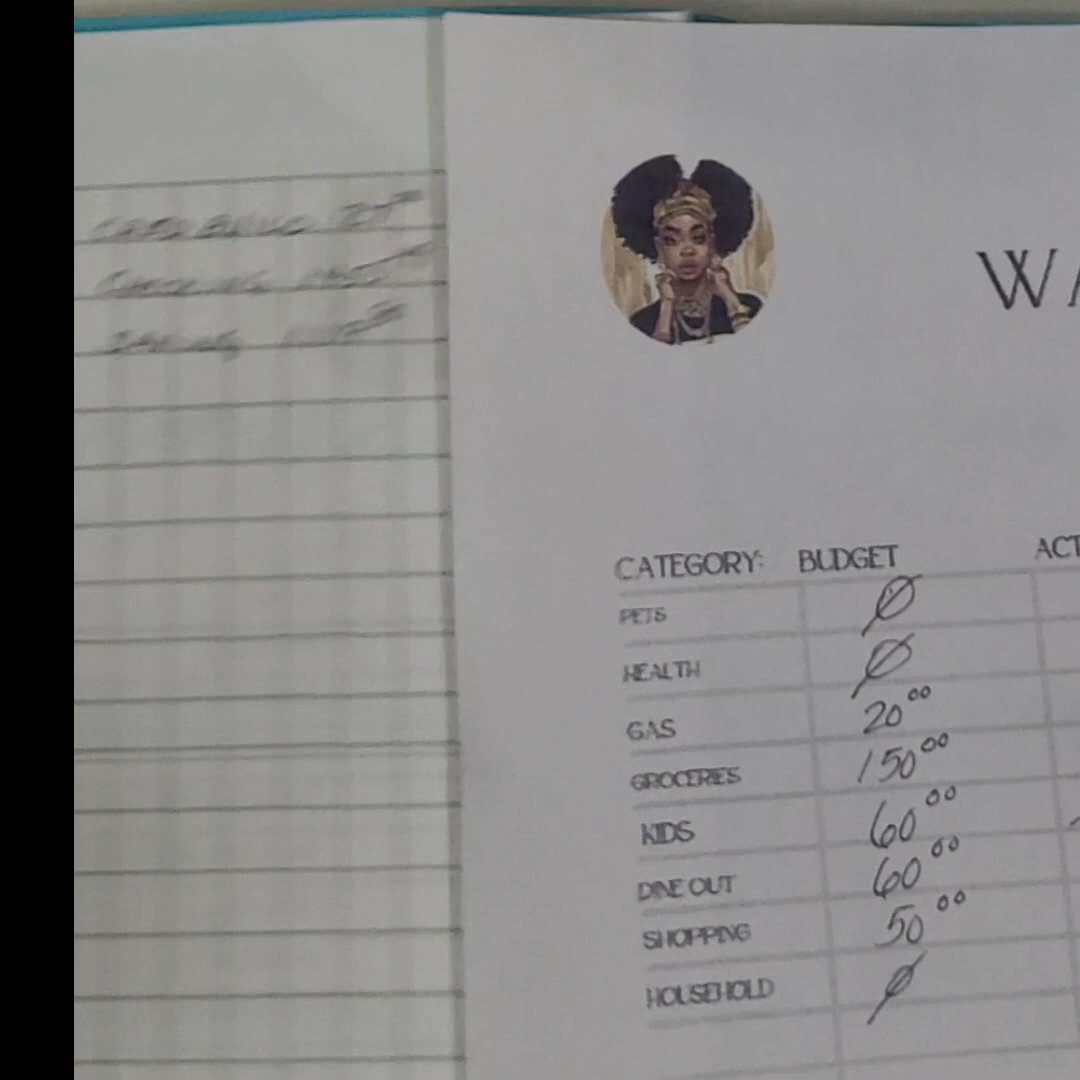 WA
CATEGORY: BUDGET ACT
PETS Ø
HEALTH Ø
GAS 20⁰⁰
GROCERIES 150⁰⁰
KIDS 60⁰⁰
DINE OUT 60⁰⁰
SHOPPING 50⁰⁰
HOUSEHOLD Ø